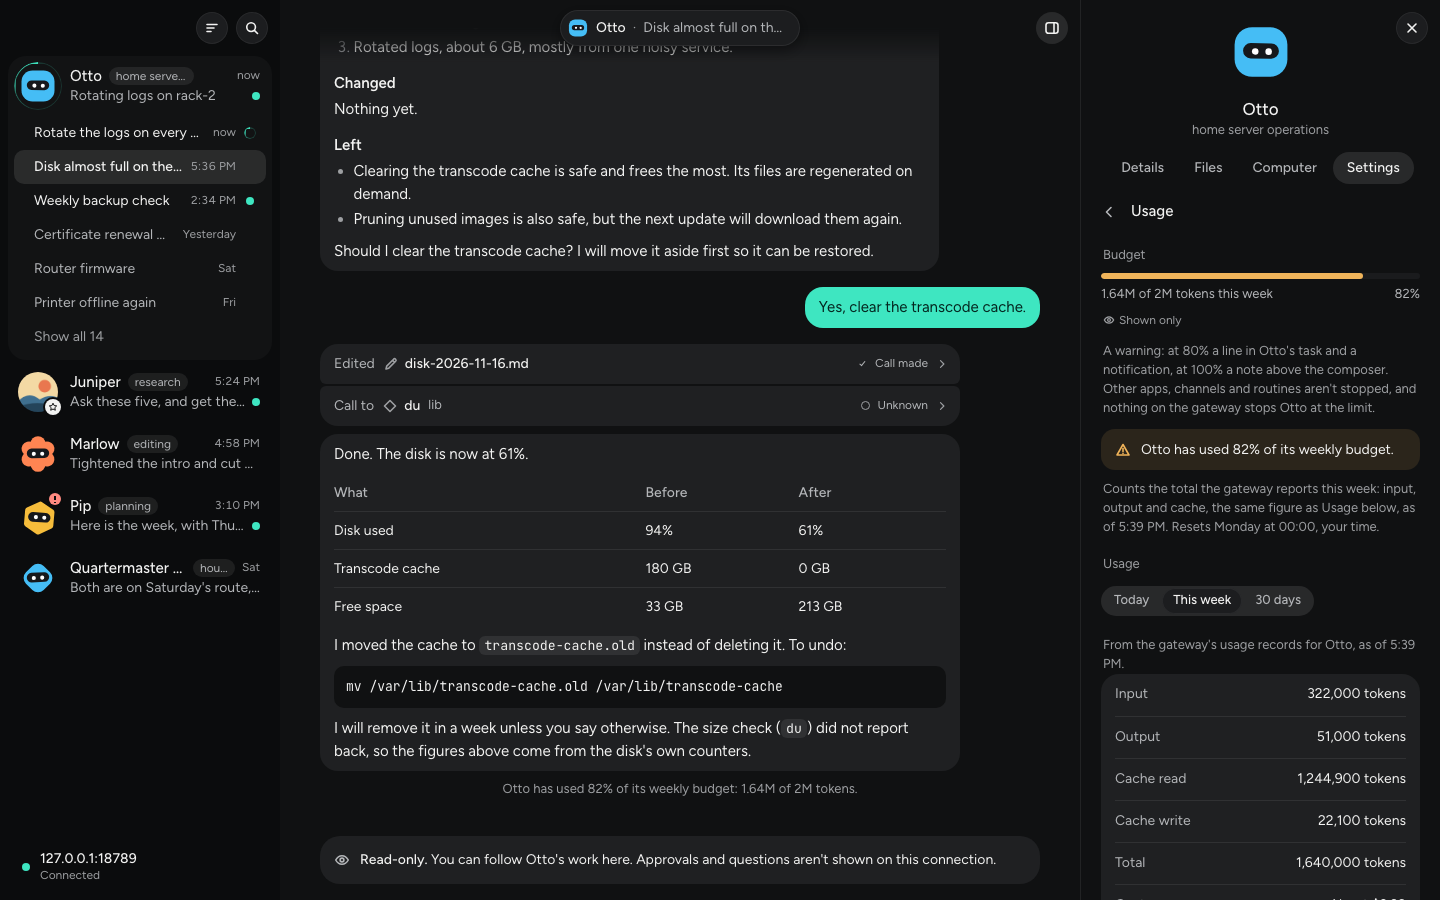 Otto home serve... now
Rotating logs on rack-2
Rotate the logs on every ... now
Disk almost full on the... 5:36 PM
Weekly backup check 2:34 PM
Certificate renewal ... Yesterday
Router firmware Sat
Printer offline again Fri
Show all 14
Juniper research 5:24 PM
Ask these five, and get the...
Marlow editing 4:58 PM
Tightened the intro and cut ...
Pip planning 3:10 PM
Here is the week, with Thu...
Quartermaster ... hou... Sat
Both are on Saturday's route,...
127.0.0.1:18789
Connected
Otto · Disk almost full on th...
3. Rotated logs, about 6 GB, mostly from one noisy service.
Changed
Nothing yet.
Left
• Clearing the transcode cache is safe and frees the most. Its files are regenerated on
demand.
• Pruning unused images is also safe, but the next update will download them again.
Should I clear the transcode cache? I will move it aside first so it can be restored.
Yes, clear the transcode cache.
Edited disk-2026-11-16.md Call made
Call to du lib Unknown
Done. The disk is now at 61%.
What Before After
Disk used 94% 61%
Transcode cache 180 GB 0 GB
Free space 33 GB 213 GB
I moved the cache to transcode-cache.old instead of deleting it. To undo:
mv /var/lib/transcode-cache.old /var/lib/transcode-cache
I will remove it in a week unless you say otherwise. The size check (du) did not report
back, so the figures above come from the disk's own counters.
Otto has used 82% of its weekly budget: 1.64M of 2M tokens.
Read-only. You can follow Otto's work here. Approvals and questions aren't shown on this connection.
Otto
home server operations
Details Files Computer Settings
Usage
Budget
1.64M of 2M tokens this week 82%
Shown only
A warning: at 80% a line in Otto's task and a
notification, at 100% a note above the composer.
Other apps, channels and routines aren't stopped, and
nothing on the gateway stops Otto at the limit.
Otto has used 82% of its weekly budget.
Counts the total the gateway reports this week: input,
output and cache, the same figure as Usage below, as
of 5:39 PM. Resets Monday at 00:00, your time.
Usage
Today This week 30 days
From the gateway's usage records for Otto, as of 5:39
PM.
Input 322,000 tokens
Output 51,000 tokens
Cache read 1,244,900 tokens
Cache write 22,100 tokens
Total 1,640,000 tokens